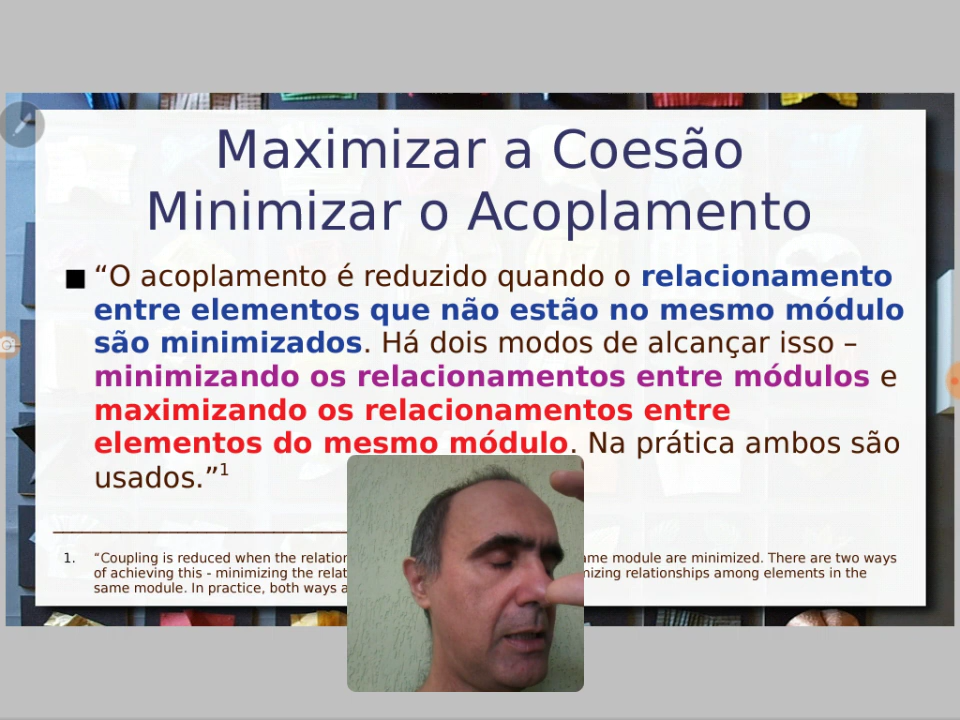 Maximizar a Coesão
Minimizar o Acoplamento
■ “O acoplamento é reduzido quando o relacionamento
entre elementos que não estão no mesmo módulo
são minimizados. Há dois modos de alcançar isso –
minimizando os relacionamentos entre módulos e
maximizando os relacionamentos entre
elementos do mesmo módulo. Na prática ambos são
usados.”1
1. “Coupling is reduced when the ame module are minimized. There are two ways
of achieving this - minimizing the mizing relationships among elements in the
same module. In practice, both ways